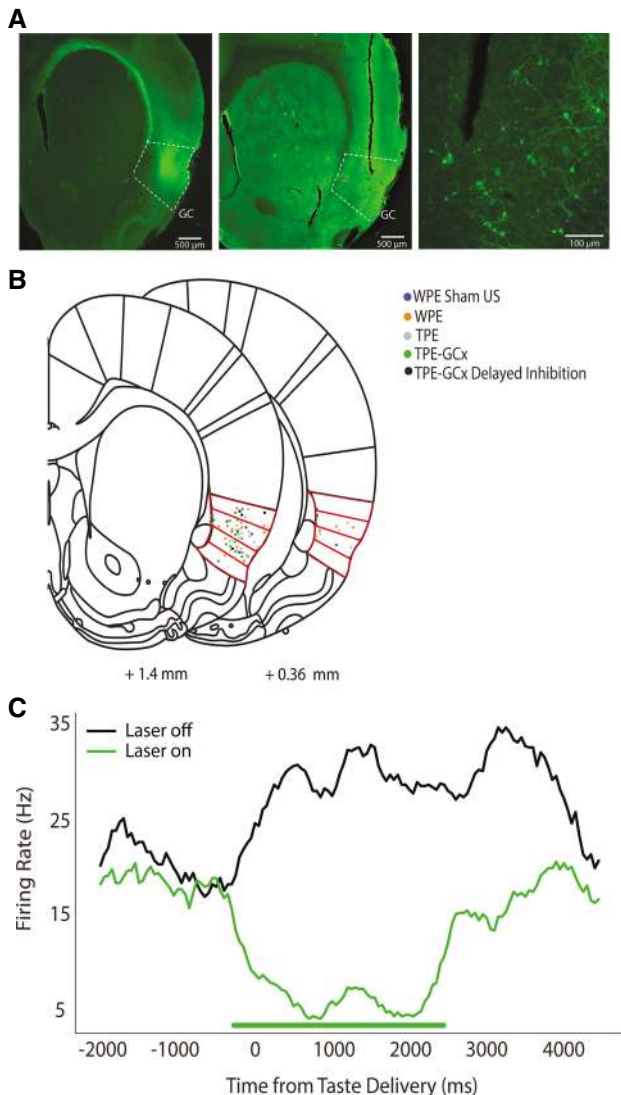 A
GC
500 μm
GC
500 μm
100 μm
B
WPE Sham US
WPE
TPE
TPE-GCx
TPE-GCx Delayed Inhibition
+ 1.4 mm
+ 0.36 mm
C
Laser off
Laser on
Firing Rate (Hz)
35
25
15
5
-2000 -1000 0 1000 2000 3000 4000
Time from Taste Delivery (ms)